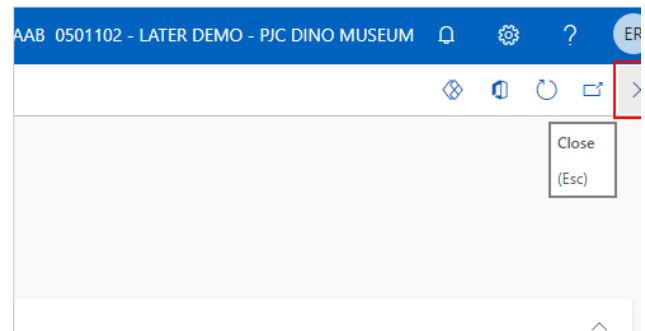 AAB 0501102 - LATER DEMO - PJC DINO MUSEUM ? ER
Close
(Esc)